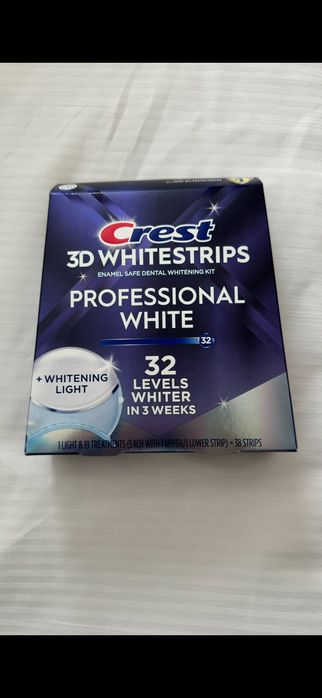 Crest
3D WHITESTRIPS
ENAMEL SAFE DENTAL WHITENING KIT
PROFESSIONAL
WHITE
32
+ WHITENING
LIGHT
32
LEVELS
WHITER
IN 3 WEEKS
1 LIGHT & 19 TREATMENTS (EACH WITH 1 UPPER/1 LOWER STRIP) = 38 STRIPS